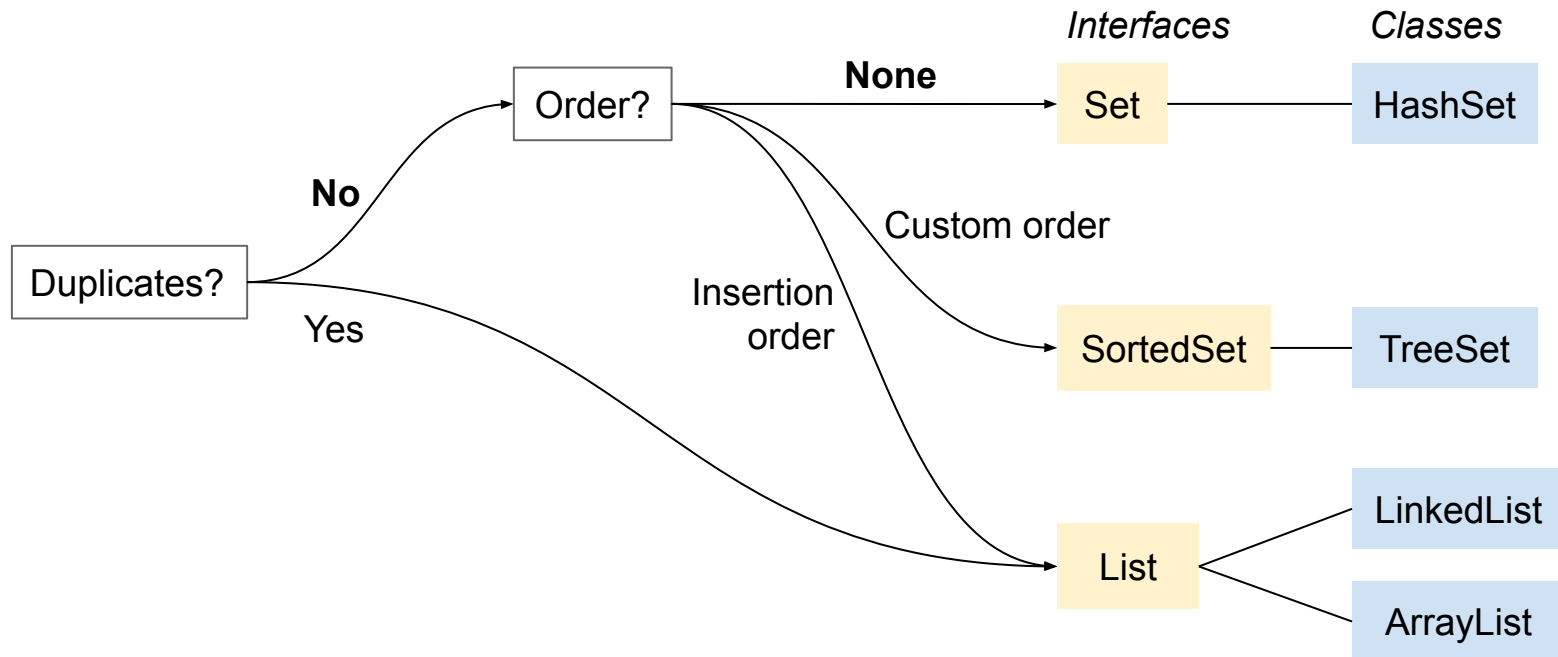 Interfaces
Classes
None
Order?
Set
HashSet
No
Custom order
Duplicates?
Insertion
order
Yes
SortedSet
TreeSet
LinkedList
List
ArrayList